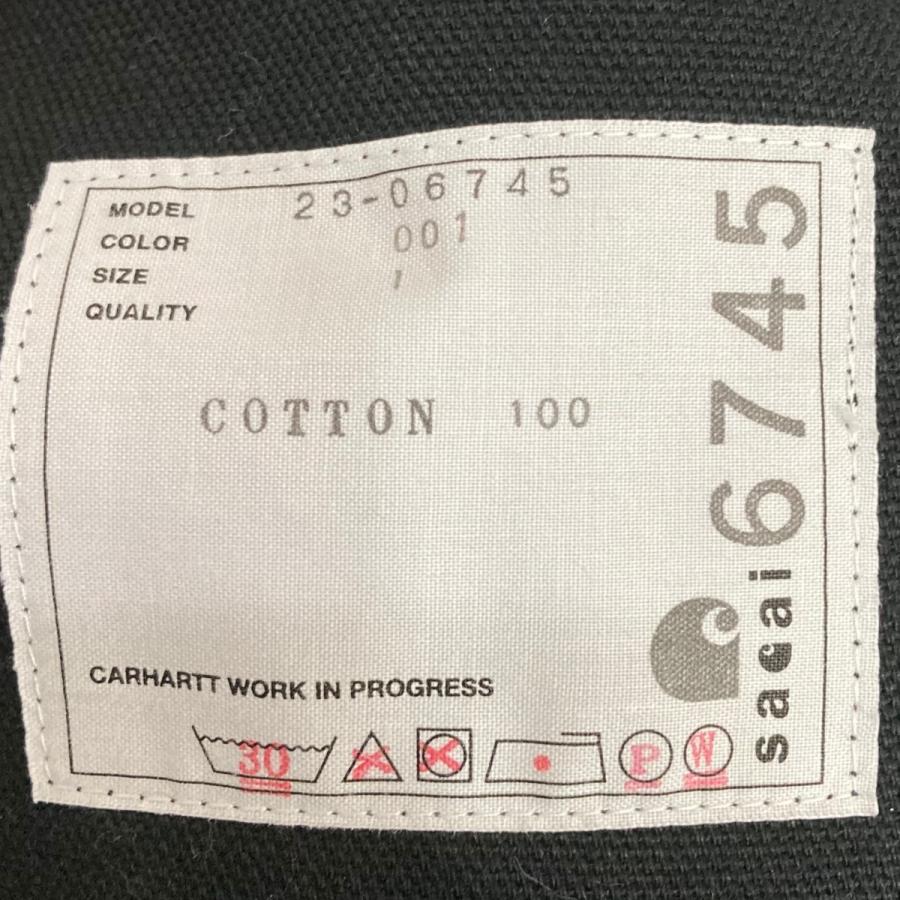 MODEL 23-06745
COLOR 001
SIZE 1
QUALITY
COTTON 100
CARHARTT WORK IN PROGRESS
30
P
W
sacai
6745